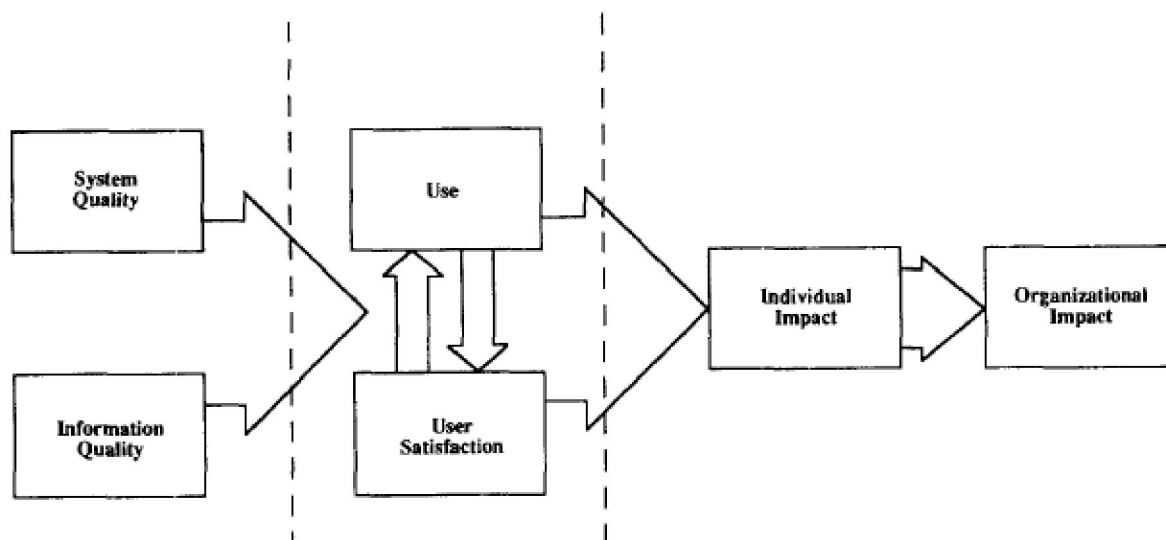 System
Quality
Use
Individual
Impact
Organizational
Impact
Information
Quality
User
Satisfaction